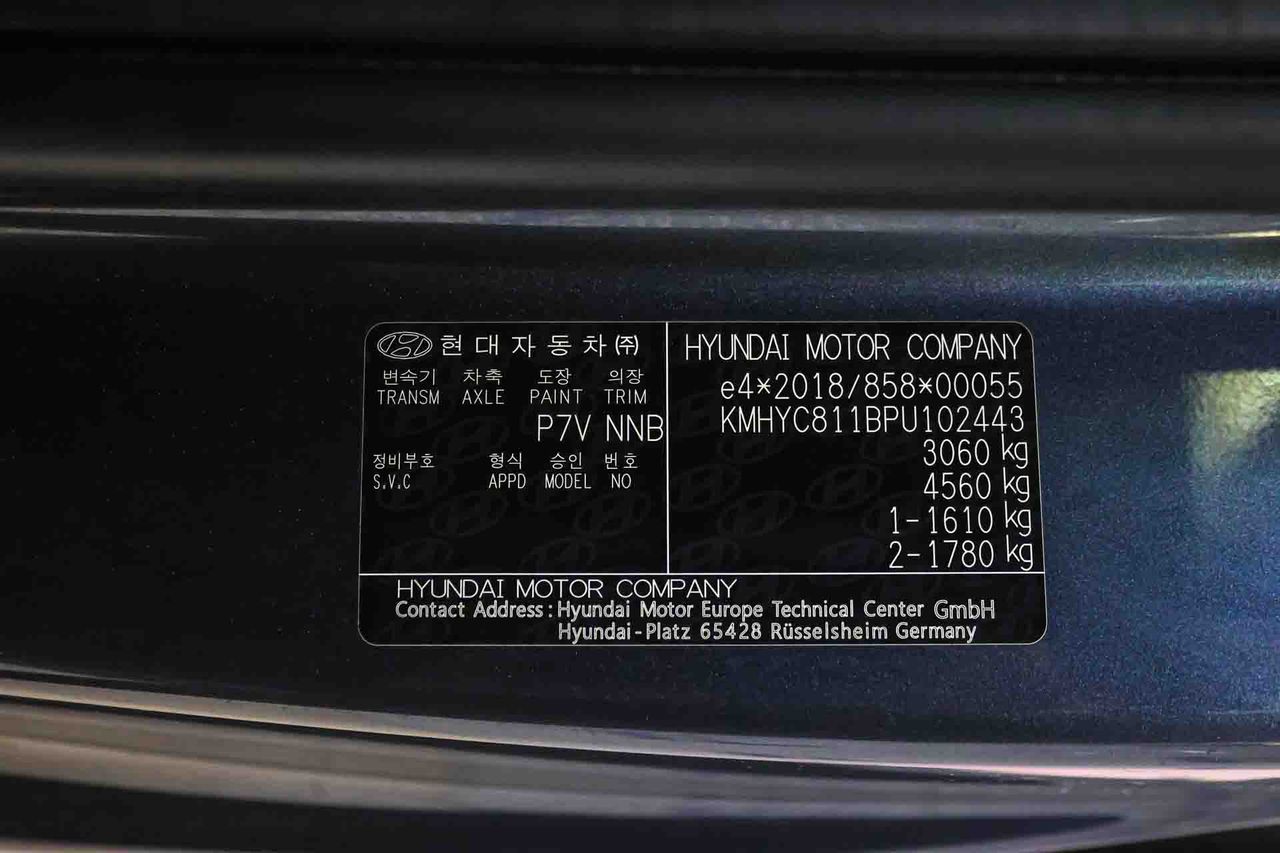 현대자동차㈜
변속기 차축 도장 의장
TRANSM AXLE PAINT TRIM
P7V NNB
정비부호 형식 승인 번호
S.V.C APPD MODEL NO
HYUNDAI MOTOR COMPANY
e4*2018/858*00055
KMHYC811BPU102443
3060 kg
4560 kg
1-1610 kg
2-1780 kg
HYUNDAI MOTOR COMPANY
Contact Address : Hyundai Motor Europe Technical Center GmbH
Hyundai-Platz 65428 Rüsselsheim Germany